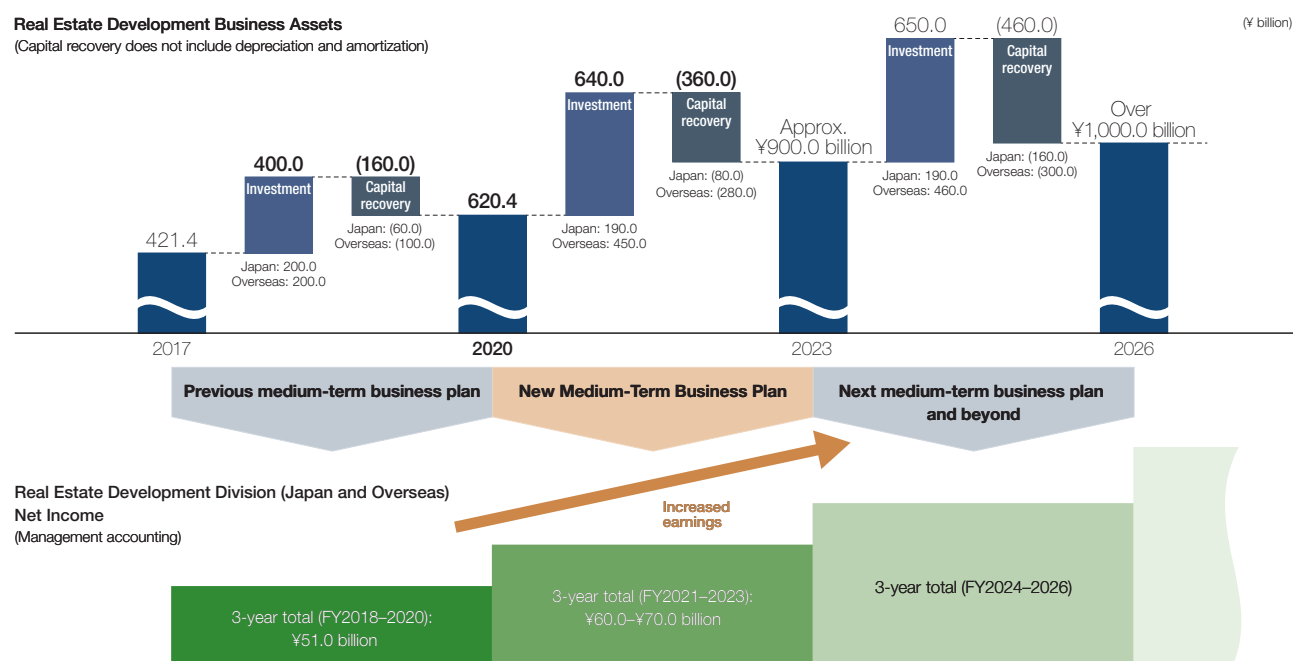 Real Estate Development Business Assets
(Capital recovery does not include depreciation and amortization)
(¥ billion)
421.4
400.0
Investment
Japan: 200.0
Overseas: 200.0
(160.0)
Capital
recovery
Japan: (60.0)
Overseas: (100.0)
620.4
640.0
Investment
Japan: 190.0
Overseas: 450.0
(360.0)
Capital
recovery
Japan: (80.0)
Overseas: (280.0)
Approx.
¥900.0 billion
650.0
Investment
Japan: 190.0
Overseas: 460.0
(460.0)
Capital
recovery
Japan: (160.0)
Overseas: (300.0)
Over
¥1,000.0 billion
2017
2020
2023
2026
Previous medium-term business plan
New Medium-Term Business Plan
Next medium-term business plan
and beyond
Real Estate Development Division (Japan and Overseas)
Net Income
(Management accounting)
Increased
earnings
3-year total (FY2018–2020):
¥51.0 billion
3-year total (FY2021–2023):
¥60.0–¥70.0 billion
3-year total (FY2024–2026)